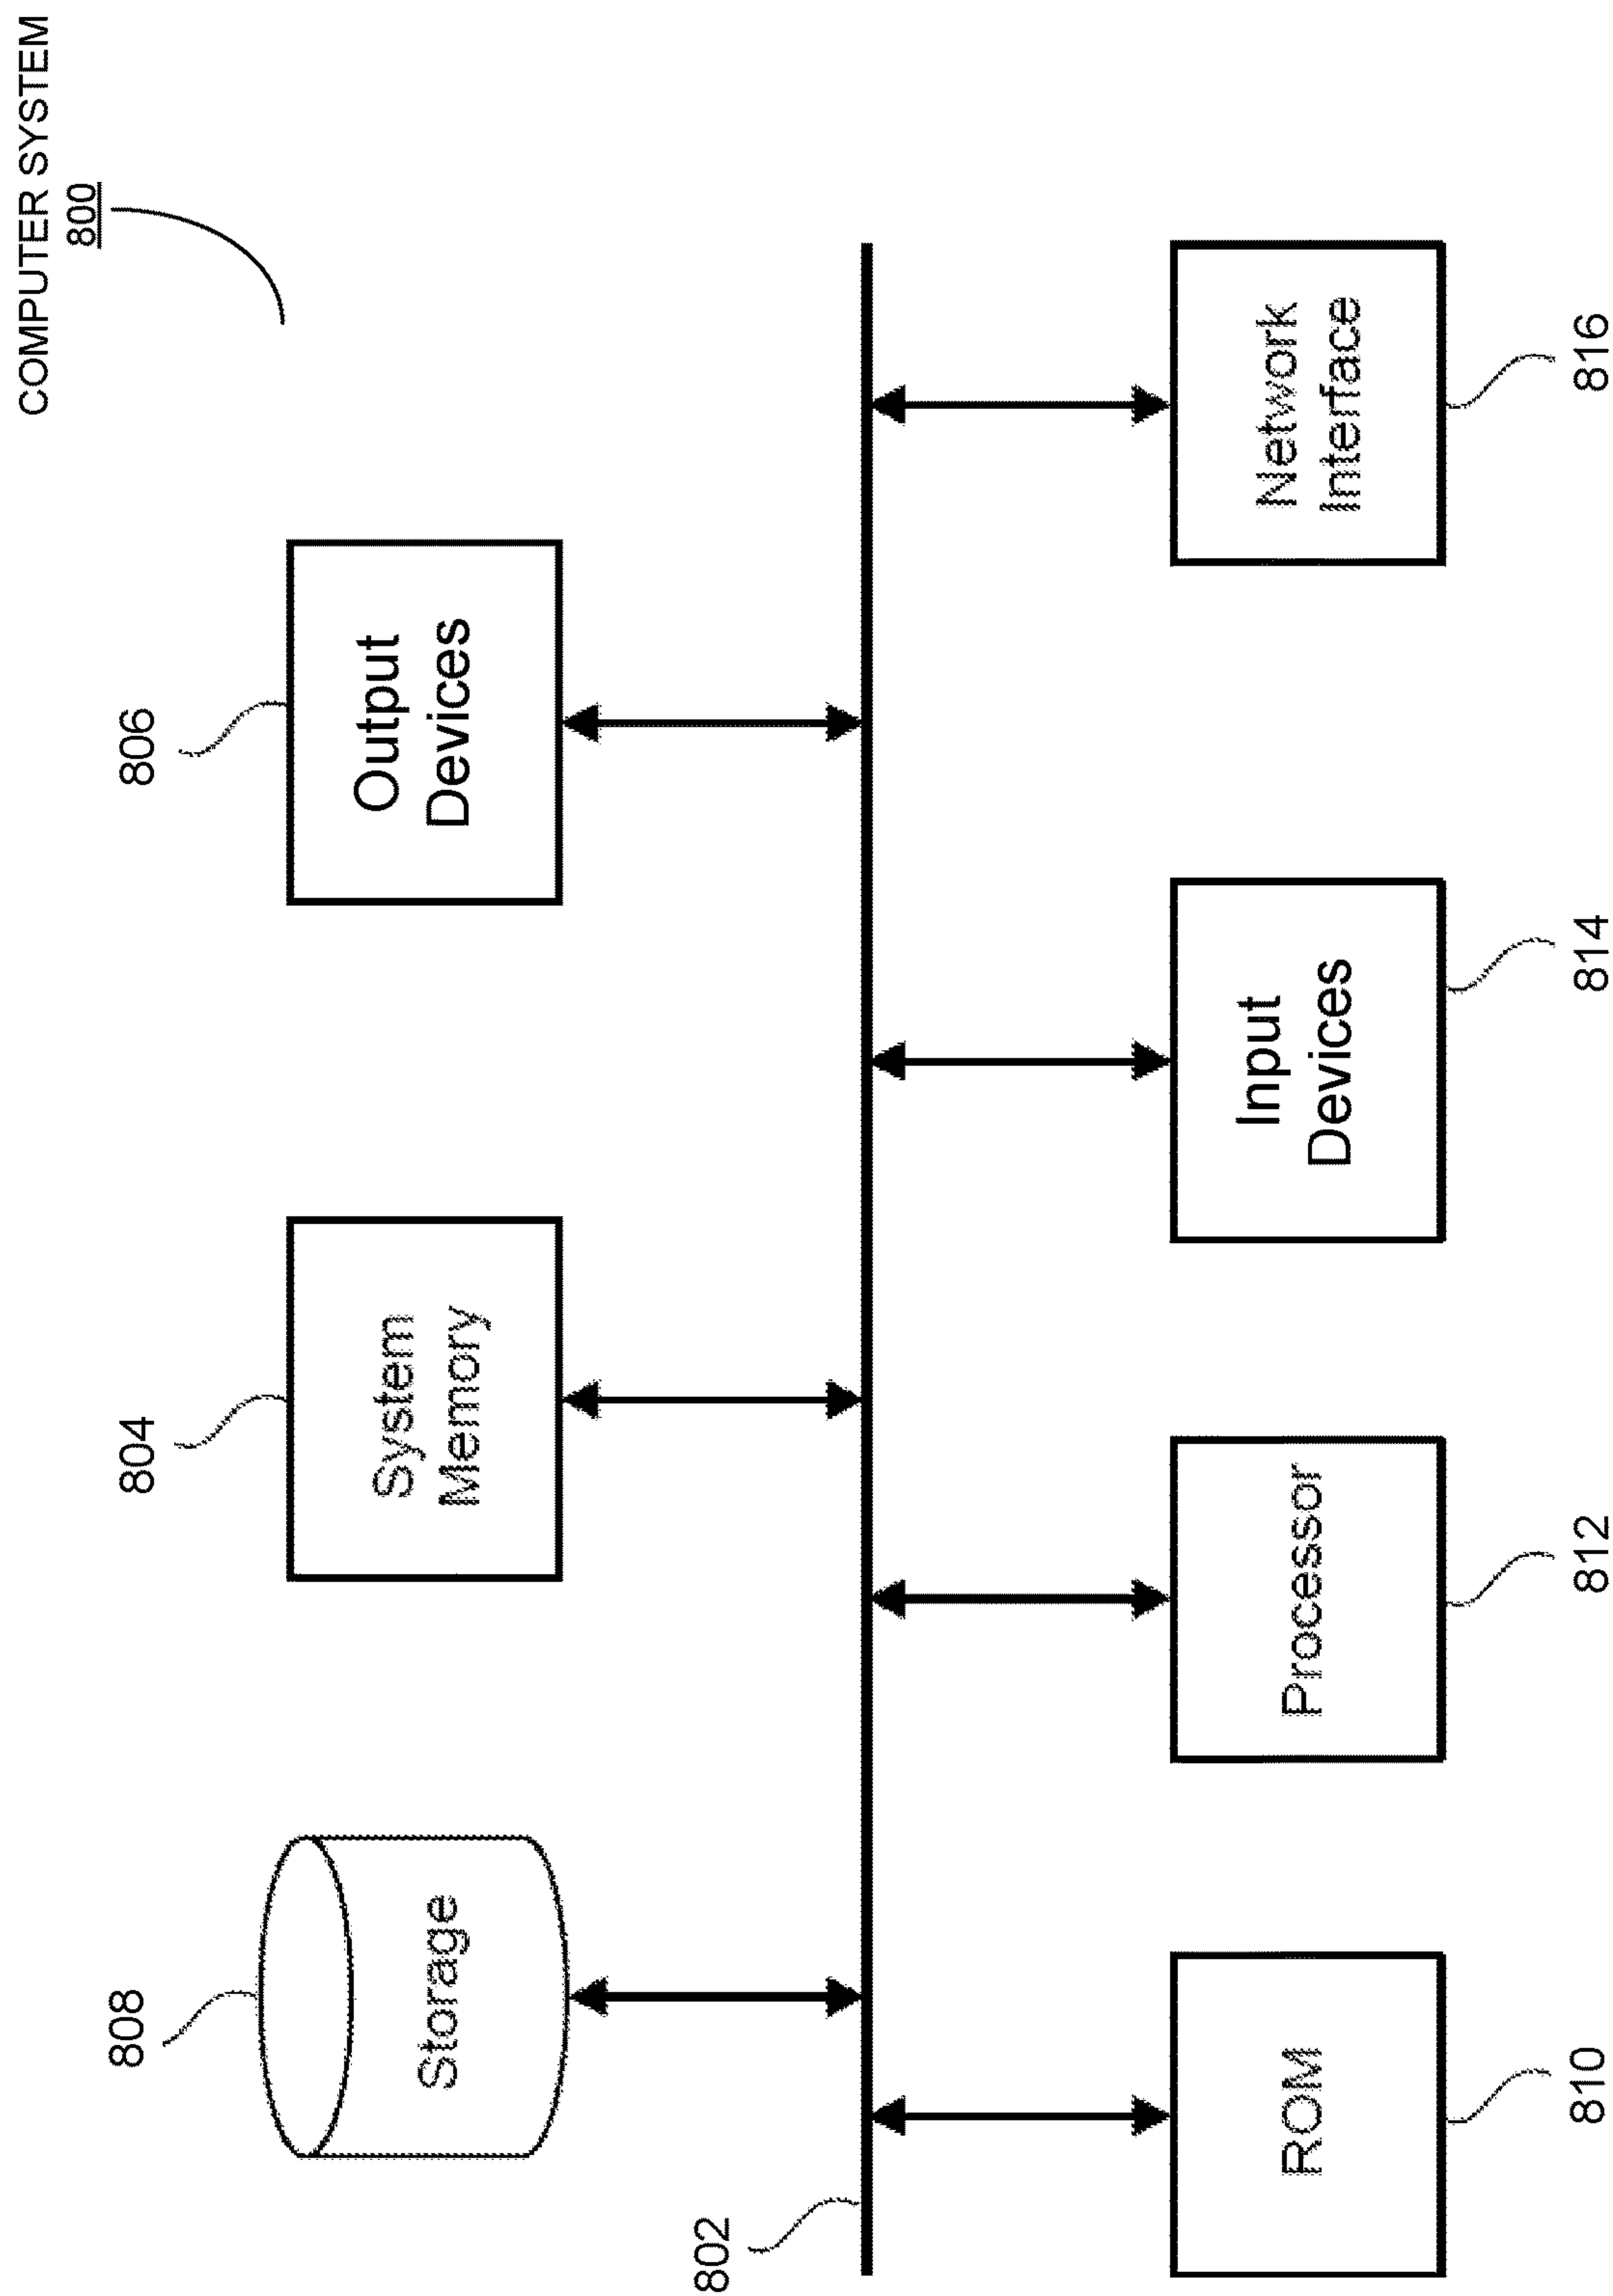 COMPUTER SYSTEM
800
808
804
806
Storage
System
Memory
Output
Devices
802
ROM
Processor
Input
Devices
Network
Interface
810
812
814
816